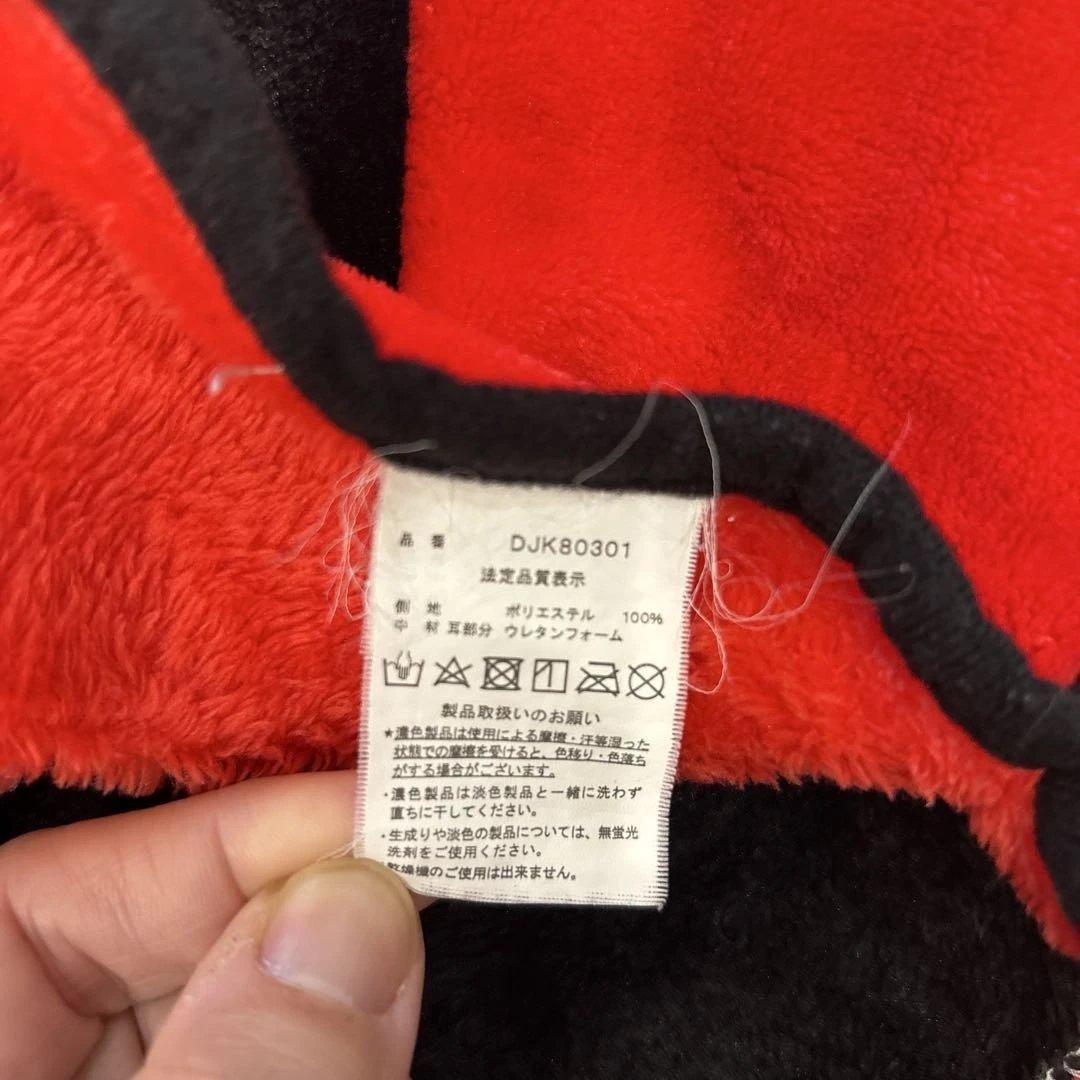 品番 DJK80301
法定品質表示
側地 ポリエステル 100%
中材 耳部分 ウレタンフォーム
製品取扱いのお願い
★濃色製品は使用による摩擦・汗等湿った
状態での摩擦を受けると、色移り・色落ち
がする場合がございます。
・濃色製品は淡色製品と一緒に洗わず
直ちに干してください。
・生成りや淡色の製品については、無蛍光
洗剤をご使用ください。
乾燥機のご使用は出来ません。